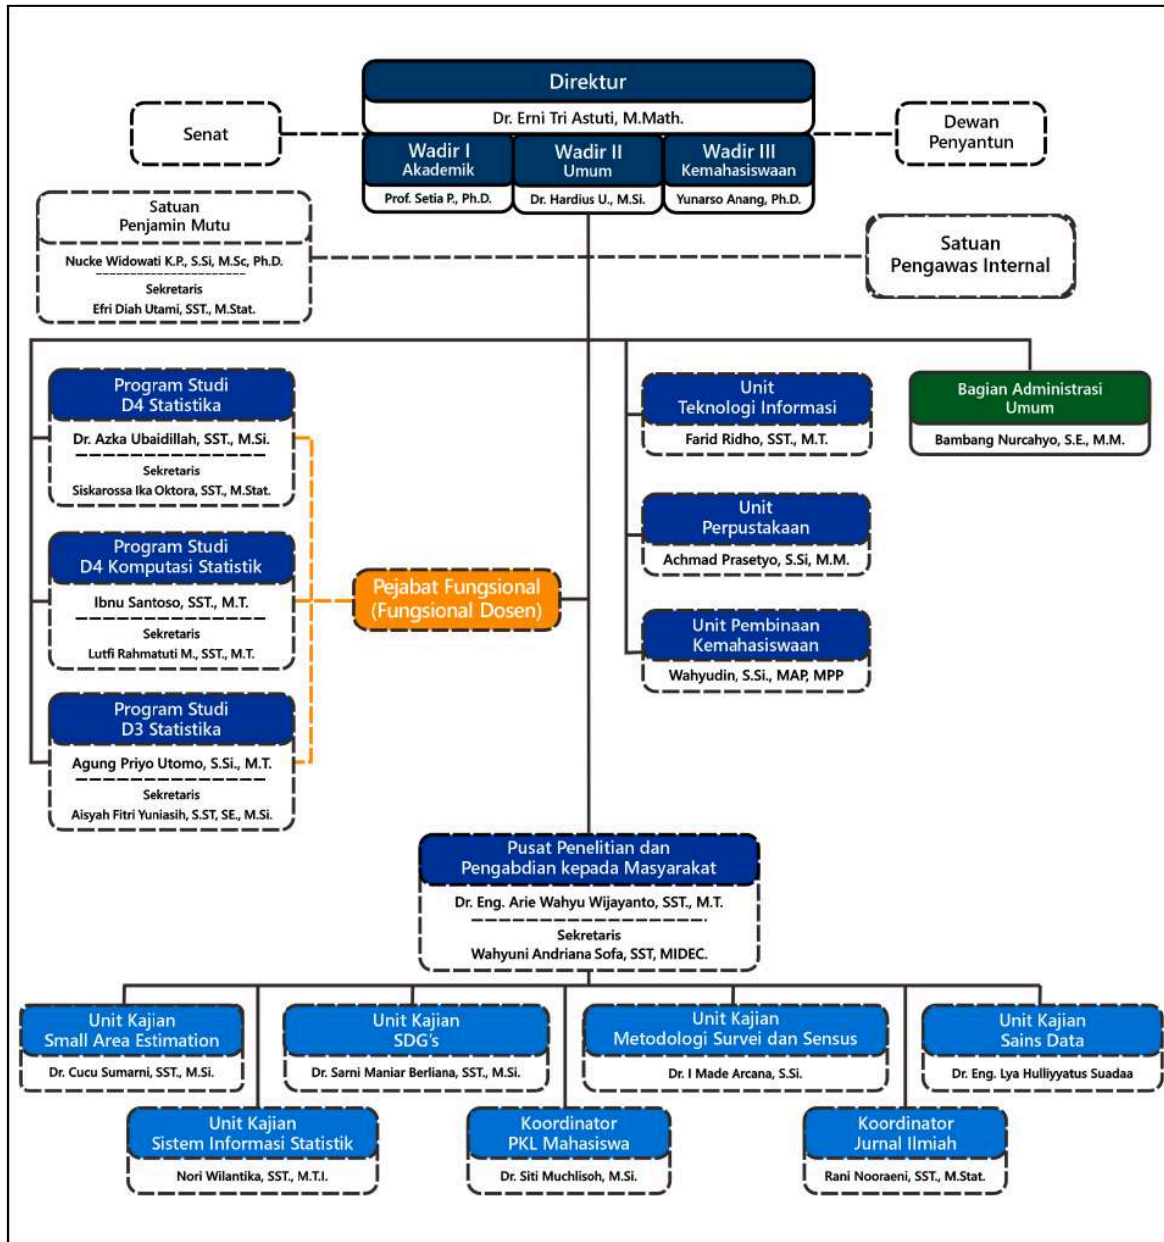 Direktur
Dr. Erni Tri Astuti, M.Math.
Senat
Dewan
Penyantun
Wadir I
Akademik
Prof. Setia P., Ph.D.
Wadir II
Umum
Dr. Hardius U., M.Si.
Wadir III
Kemahasiswaan
Yunarso Anang, Ph.D.
Satuan
Penjamin Mutu
Nucke Widowati K.P., S.Si, M.Sc, Ph.D.
Sekretaris
Efri Diah Utami, SST., M.Stat.
Satuan
Pengawas Internal
Program Studi
D4 Statistika
Dr. Azka Ubaidillah, SST., M.Si.
Sekretaris
Siskarossa Ika Oktora, SST., M.Stat.
Unit
Teknologi Informasi
Farid Ridho, SST., M.T.
Bagian Administrasi
Umum
Bambang Nurcahyo, S.E., M.M.
Program Studi
D4 Komputasi Statistik
Ibnu Santoso, SST., M.T.
Sekretaris
Lutfi Rahmatuti M., SST., M.T.
Pejabat Fungsional
(Fungsional Dosen)
Unit
Perpustakaan
Achmad Prasetyo, S.Si, M.M.
Unit Pembinaan
Kemahasiswaan
Wahyudin, S.Si., MAP, MPP
Program Studi
D3 Statistika
Agung Priyo Utomo, S.Si., M.T.
Sekretaris
Aisyah Fitri Yuniasih, S.ST, SE., M.Si.
Pusat Penelitian dan
Pengabdian kepada Masyarakat
Dr. Eng. Arie Wahyu Wijayanto, SST., M.T.
Sekretaris
Wahyuni Andriana Sofa, SST, MIDEC.
Unit Kajian
Small Area Estimation
Dr. Cucu Sumarni, SST., M.Si.
Unit Kajian
SDG's
Dr. Sarni Maniar Berliana, SST., M.Si.
Unit Kajian
Metodologi Survei dan Sensus
Dr. I Made Arcana, S.Si.
Unit Kajian
Sains Data
Dr. Eng. Lya Hulliyyatus Suadaa
Unit Kajian
Sistem Informasi Statistik
Nori Wilantika, SST., M.T.I.
Koordinator
PKL Mahasiswa
Dr. Siti Muchlisoh, M.Si.
Koordinator
Jurnal Ilmiah
Rani Nooraeni, SST., M.Stat.